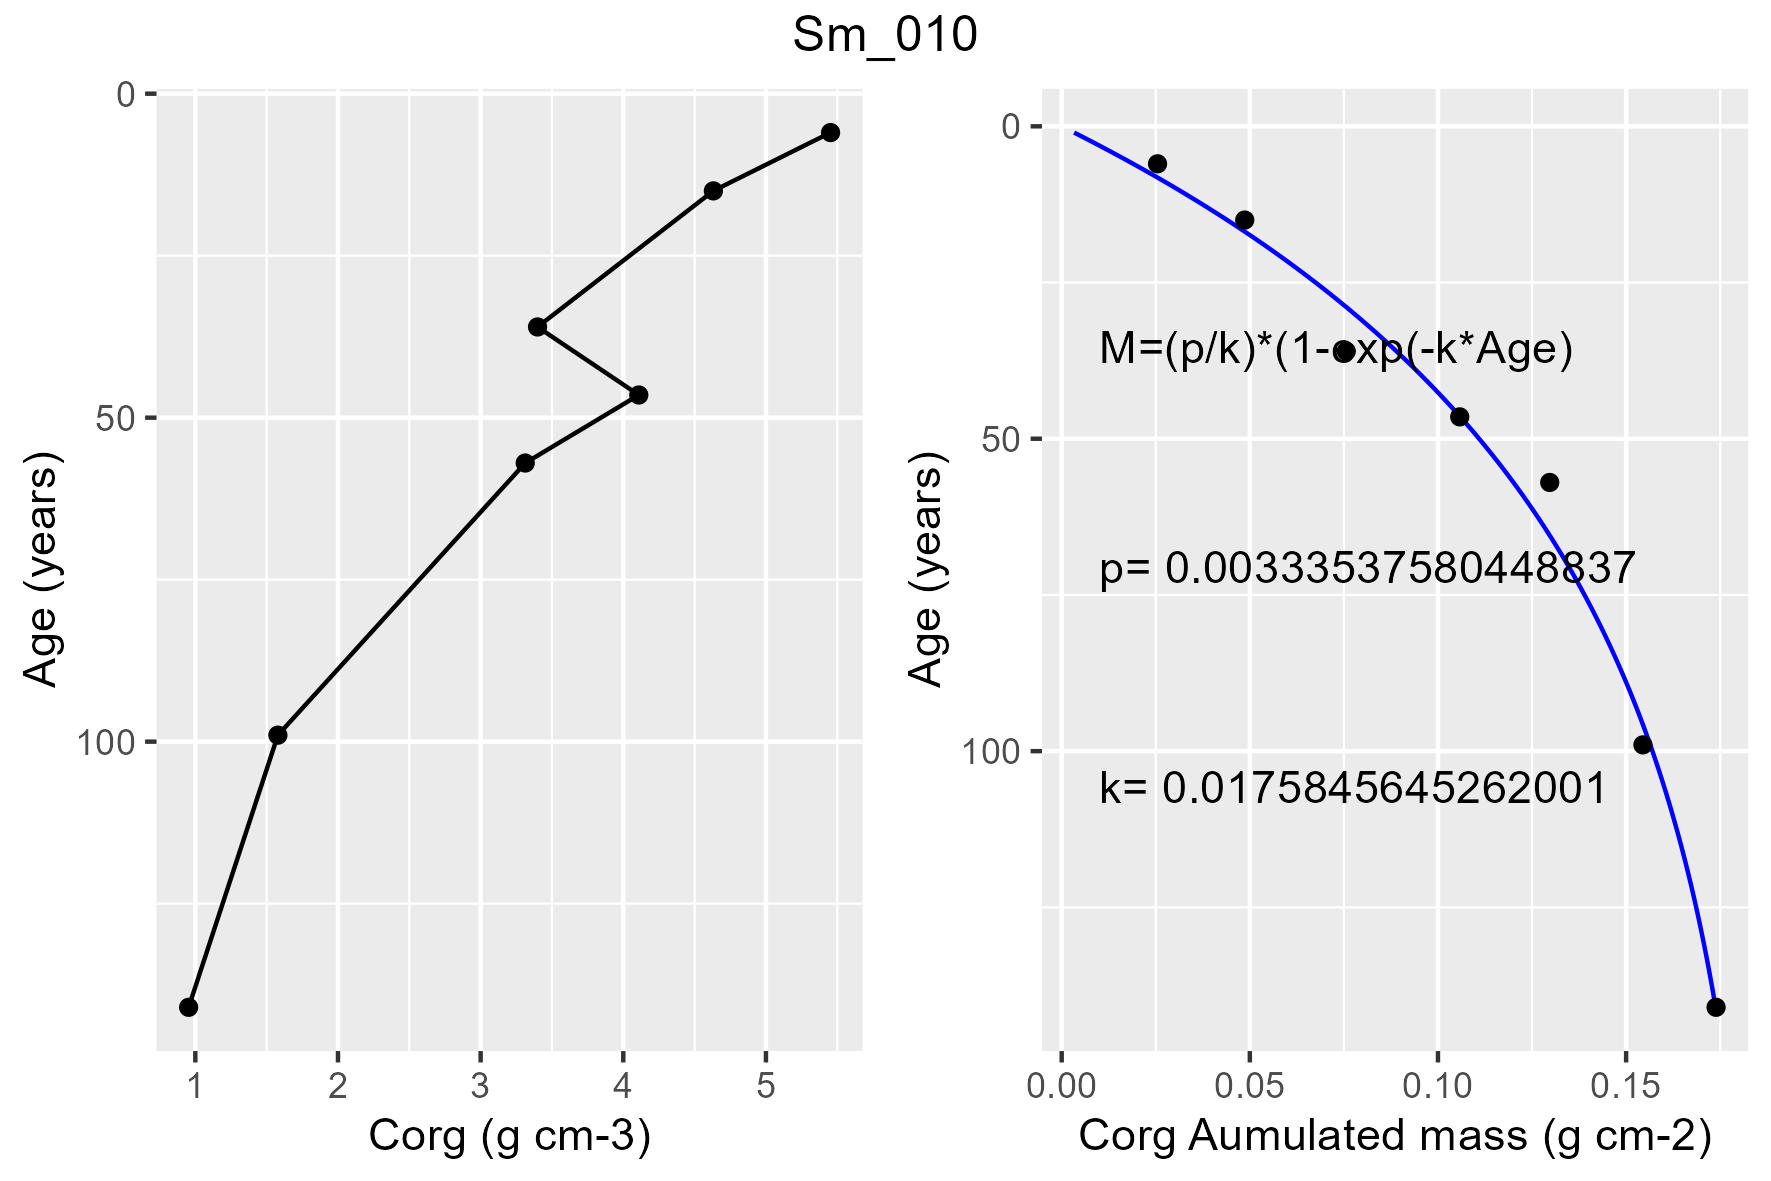 Sm_010
0
50
100
Age (years)
1 2 3 4 5
Corg (g cm-3)
0
50
100
Age (years)
M=(p/k)*(1-exp(-k*Age)
p= 0.00333537580448837
k= 0.0175845645262001
0.00 0.05 0.10 0.15
Corg Aumulated mass (g cm-2)